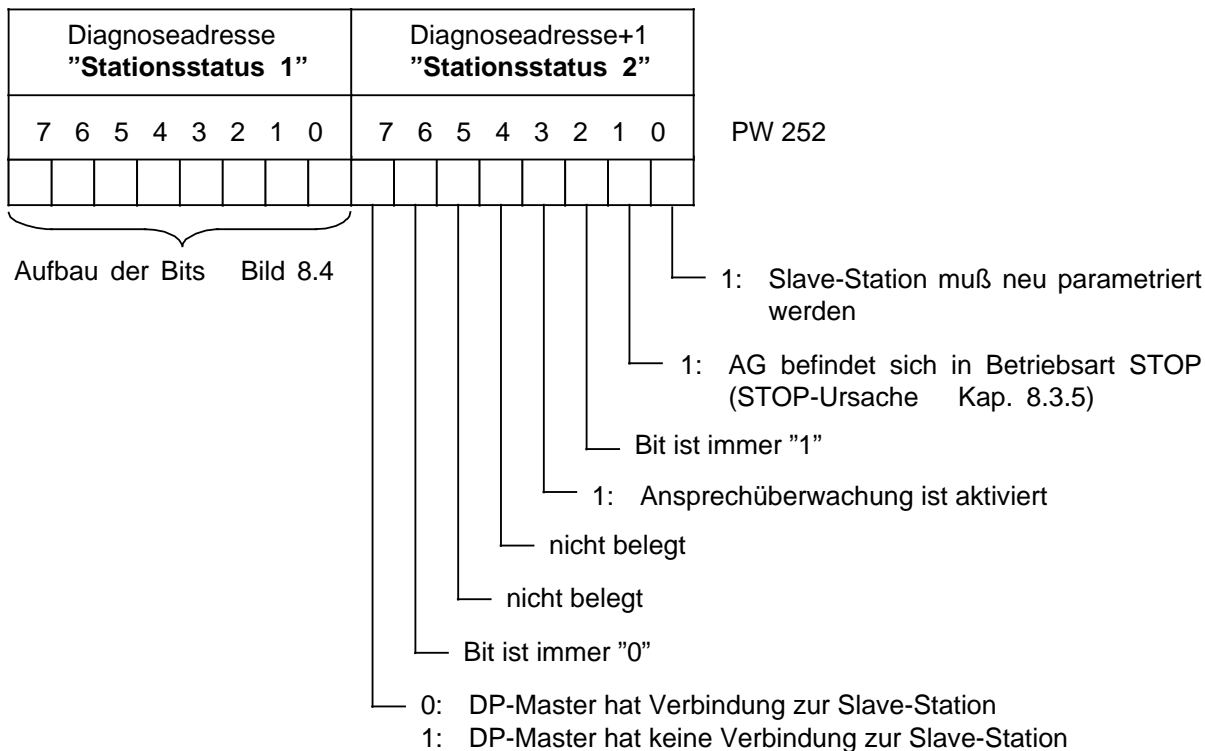 Diagnoseadresse
”Stationsstatus 1”
Diagnoseadresse+1
”Stationsstatus 2”
7 6 5 4 3 2 1 0 7 6 5 4 3 2 1 0 PW 252
Aufbau der Bits Bild 8.4
1: Slave-Station muß neu parametriert
werden
1: AG befindet sich in Betriebsart STOP
(STOP-Ursache Kap. 8.3.5)
Bit ist immer ”1”
1: Ansprechüberwachung ist aktiviert
nicht belegt
nicht belegt
Bit ist immer ”0”
0: DP-Master hat Verbindung zur Slave-Station
1: DP-Master hat keine Verbindung zur Slave-Station